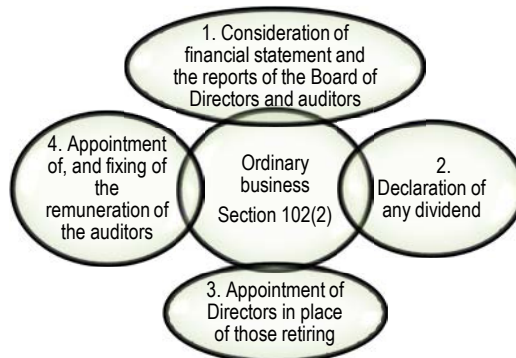 1. Consideration of
financial statement and
the reports of the Board of
Directors and auditors
4. Appointment
of, and fixing of
the
remuneration of
the auditors
Ordinary
business
Section 102(2)
2.
Declaration of
any dividend
3. Appointment of
Directors in place
of those retiring